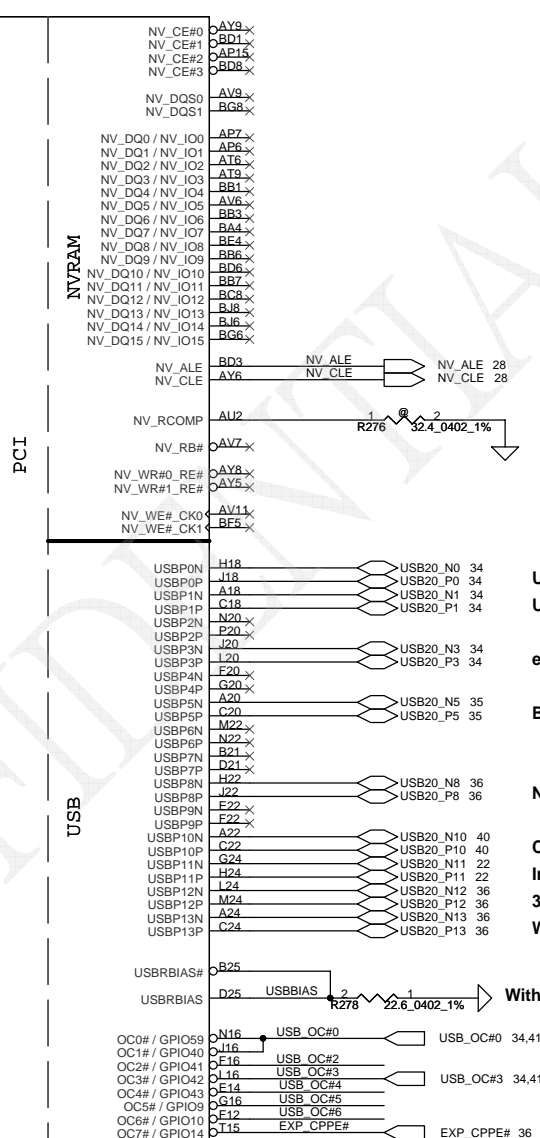 PCI
NVRAM
NV_CE#0 AY9
NV_CE#1 BD1
NV_CE#2 AP15
NV_CE#3 BD8
NV_DQS0 AV9
NV_DQS1 BG8
NV_DQ0 / NV_IO0 AP7
NV_DQ1 / NV_IO1 AP6
NV_DQ2 / NV_IO2 AT6
NV_DQ3 / NV_IO3 AT9
NV_DQ4 / NV_IO4 BB1
NV_DQ5 / NV_IO5 AV6
NV_DQ6 / NV_IO6 BB3
NV_DQ7 / NV_IO7 BA4
NV_DQ8 / NV_IO8 BE4
NV_DQ9 / NV_IO9 BB6
NV_DQ10 / NV_IO10 BD6
NV_DQ11 / NV_IO11 BB7
NV_DQ12 / NV_IO12 BC8
NV_DQ13 / NV_IO13 BJ8
NV_DQ14 / NV_IO14 BJ6
NV_DQ15 / NV_IO15 BG6
NV_ALE BD3 NV_ALE NV_ALE 28
NV_CLE AY6 NV_CLE NV_CLE 28
NV_RCOMP AU2 1 @ 2
R276 32.4_0402_1%
NV_RB# AV7
NV_WR#0_RE# AY8
NV_WR#1_RE# AY5
NV_WE#_CK0 AV11
NV_WE#_CK1 BF5
USB
USBP0N H18 USB20_N0 34
USBP0P J18 USB20_P0 34
USBP1N A18 USB20_N1 34
USBP1P C18 USB20_P1 34
USBP2N N20
USBP2P P20
USBP3N J20 USB20_N3 34
USBP3P L20 USB20_P3 34
USBP4N F20
USBP4P G20
USBP5N A20 USB20_N5 35
USBP5P C20 USB20_P5 35
USBP6N M22
USBP6P N22
USBP7N B21
USBP7P D21
USBP8N H22 USB20_N8 36
USBP8P J22 USB20_P8 36
USBP9N E22
USBP9P F22
USBP10N A22 USB20_N10 40
USBP10P C22 USB20_P10 40
USBP11N G24 USB20_N11 22
USBP11P H24 USB20_P11 22
USBP12N L24 USB20_N12 36
USBP12P M24 USB20_P12 36
USBP13N A24 USB20_N13 36
USBP13P C24 USB20_P13 36
USBRBIAS# B25
USBRBIAS D25 USBBIAS 2 1 With
R278 22.6_0402_1%
OC0# / GPIO59 N16 USB_OC#0 USB_OC#0 34,41
OC1# / GPIO40 J16
OC2# / GPIO41 F16 USB_OC#2
OC3# / GPIO42 L16 USB_OC#3 USB_OC#3 34,41
OC4# / GPIO43 E14 USB_OC#4
OC5# / GPIO9 G16 USB_OC#5
OC6# / GPIO10 F12 USB_OC#6
OC7# / GPIO14 T15 EXP_CPPE# EXP_CPPE# 36